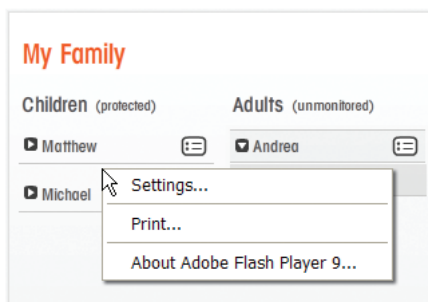 My Family
Children (protected)
Adults (unmonitored)
Matthew
Andrea
Michael
Settings...
Print...
About Adobe Flash Player 9...